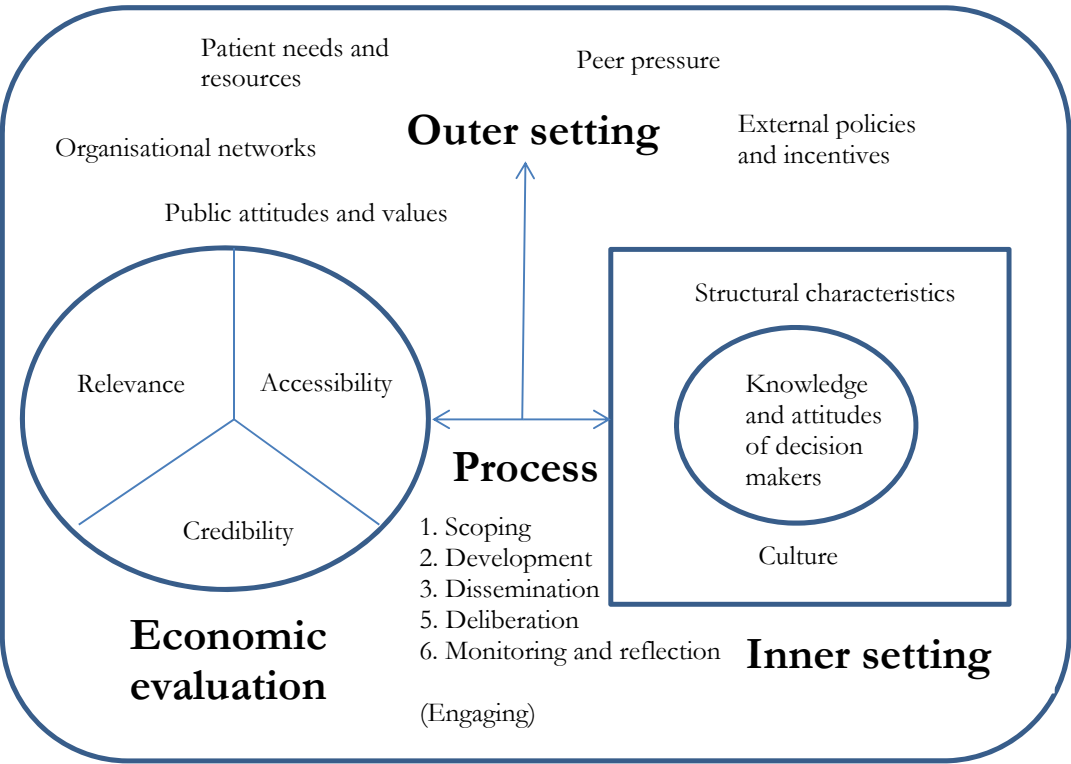 Patient needs and
resources
Peer pressure
Outer setting
External policies
and incentives
Organisational networks
Public attitudes and values
Relevance
Accessibility
Credibility
Economic
evaluation
Process
1. Scoping
2. Development
3. Dissemination
5. Deliberation
6. Monitoring and reflection
(Engaging)
Structural characteristics
Knowledge
and attitudes
of decision
makers
Culture
Inner setting